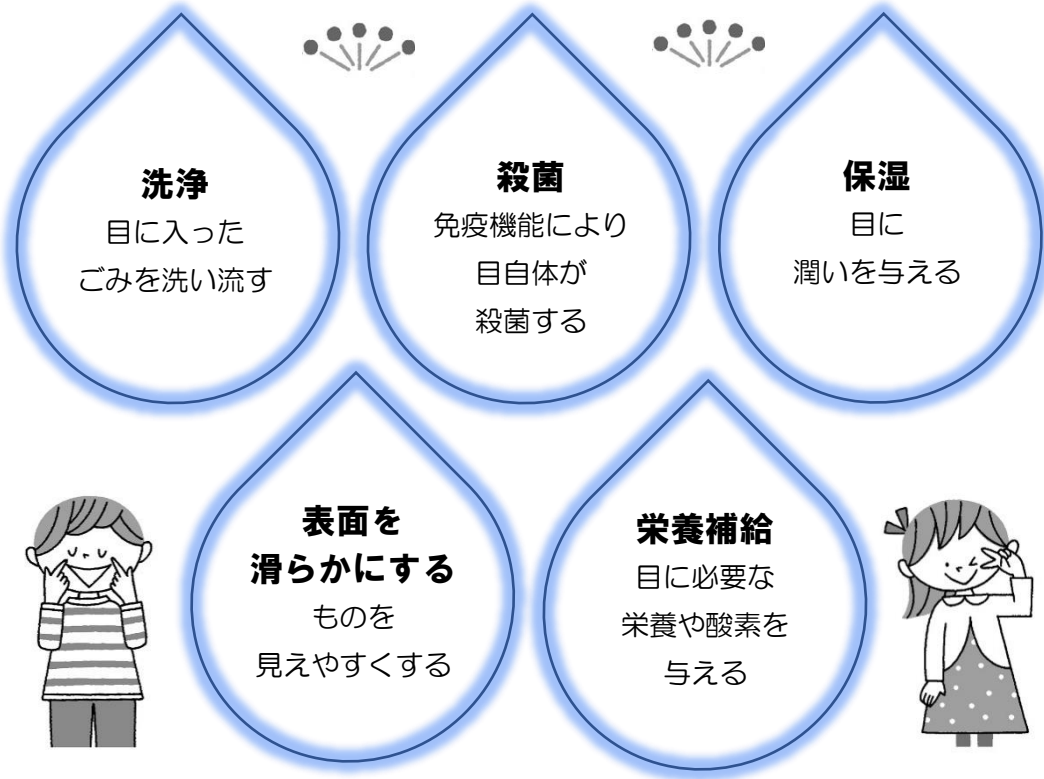 洗浄
目に入った
ごみを洗い流す
殺菌
免疫機能により
目自体が
殺菌する
保湿
目に
潤いを与える
表面を
滑らかにする
ものを
見えやすくする
栄養補給
目に必要な
栄養や酸素を
与える